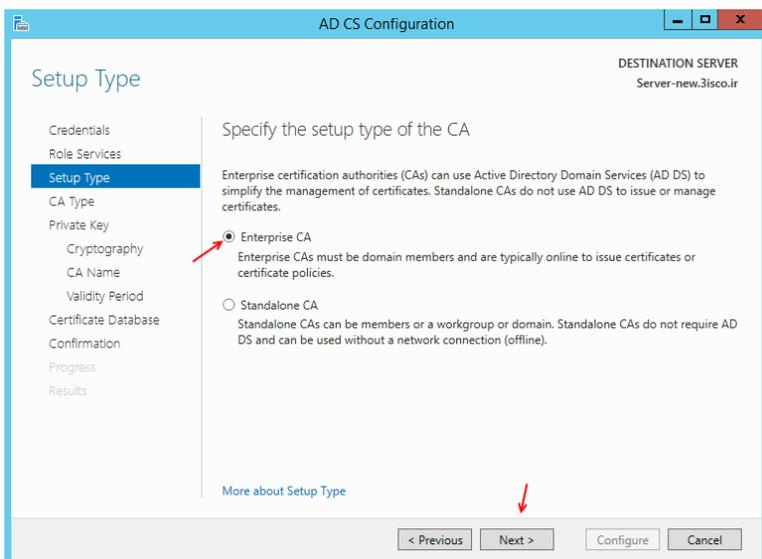 AD CS Configuration
Setup Type
DESTINATION SERVER
Server-new.3isco.ir
Credentials
Role Services
Setup Type
CA Type
Private Key
Cryptography
CA Name
Validity Period
Certificate Database
Confirmation
Progress
Results
Specify the setup type of the CA
Enterprise certification authorities (CAs) can use Active Directory Domain Services (AD DS) to
simplify the management of certificates. Standalone CAs do not use AD DS to issue or manage
certificates.
Enterprise CA
Enterprise CAs must be domain members and are typically online to issue certificates or
certificate policies.
Standalone CA
Standalone CAs can be members or a workgroup or domain. Standalone CAs do not require AD
DS and can be used without a network connection (offline).
More about Setup Type
< Previous
Next >
Configure
Cancel